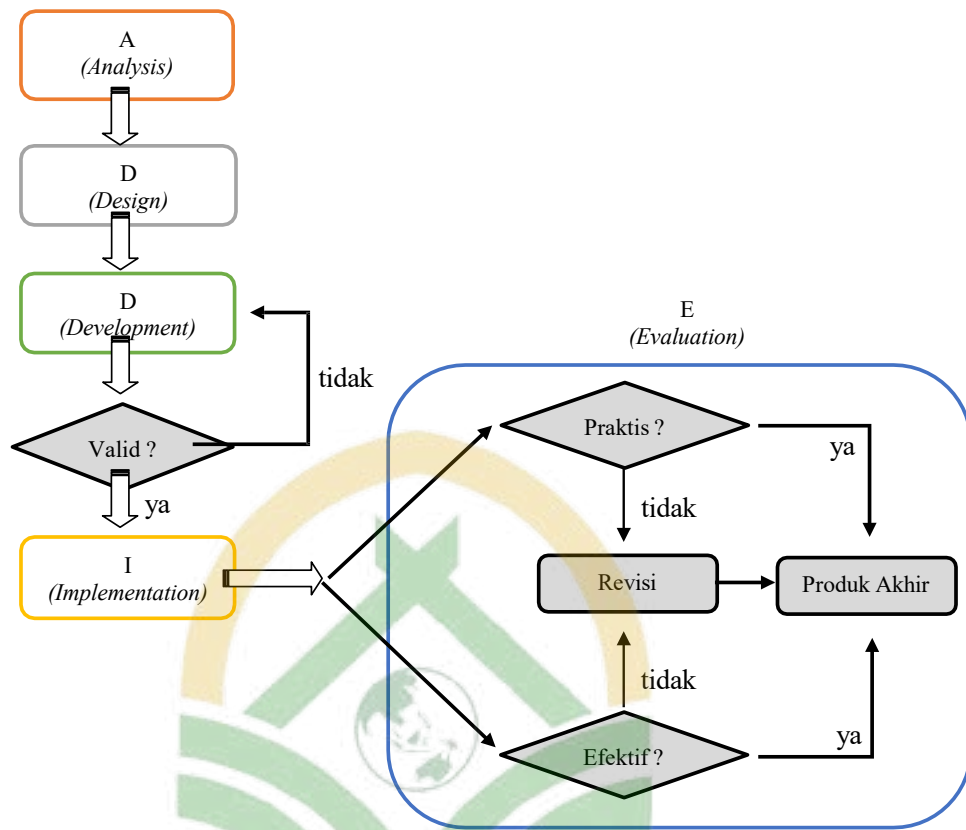 A
(Analysis)
D
(Design)
D
(Development)
tidak
Valid ?
ya
I
(Implementation)
E
(Evaluation)
Praktis ?
ya
tidak
Revisi
Produk Akhir
tidak
Efektif ?
ya